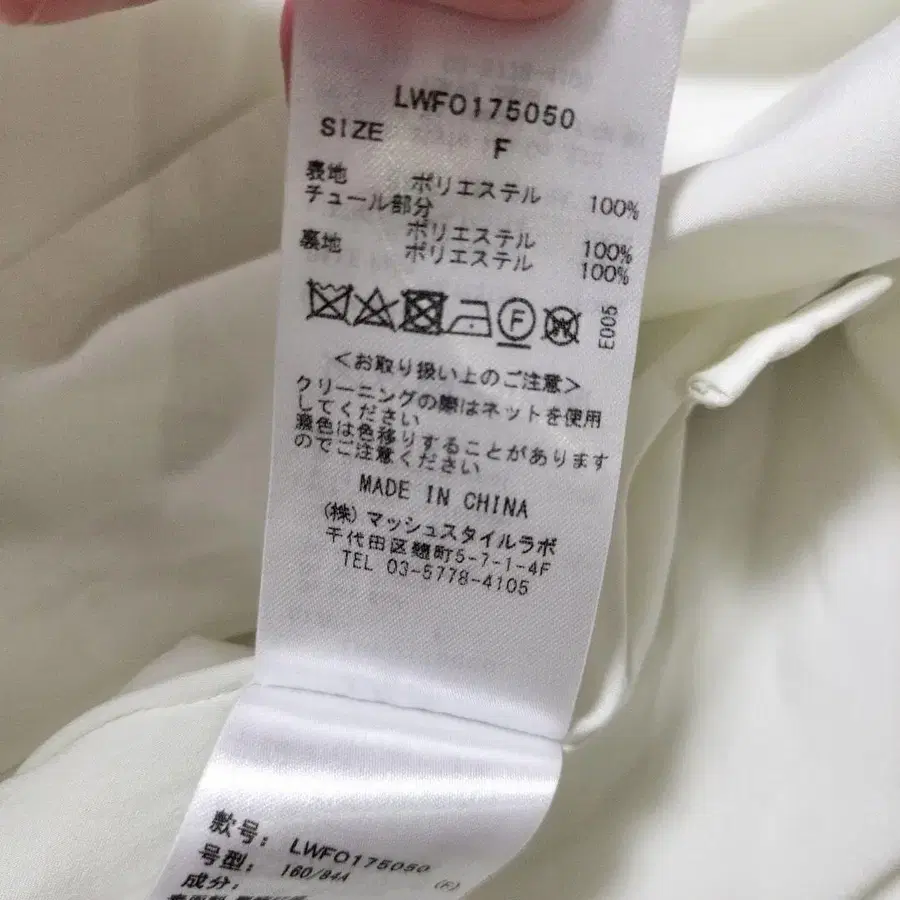 LWFO175050
SIZE F
表地 ポリエステル 100%
チュール部分
ポリエステル 100%
裏地 ポリエステル 100%
F W E005
<お取り扱い上のご注意>
クリーニングの際はネットを使用
してください
濃色は色移りすることがあります
のでご注意ください
MADE IN CHINA
(株) マッシュスタイルラボ
千代田区麹町5-7-1-4F
TEL 03-5778-4105
款号: LWFO175050
号型: 160/84A (F)
成分: